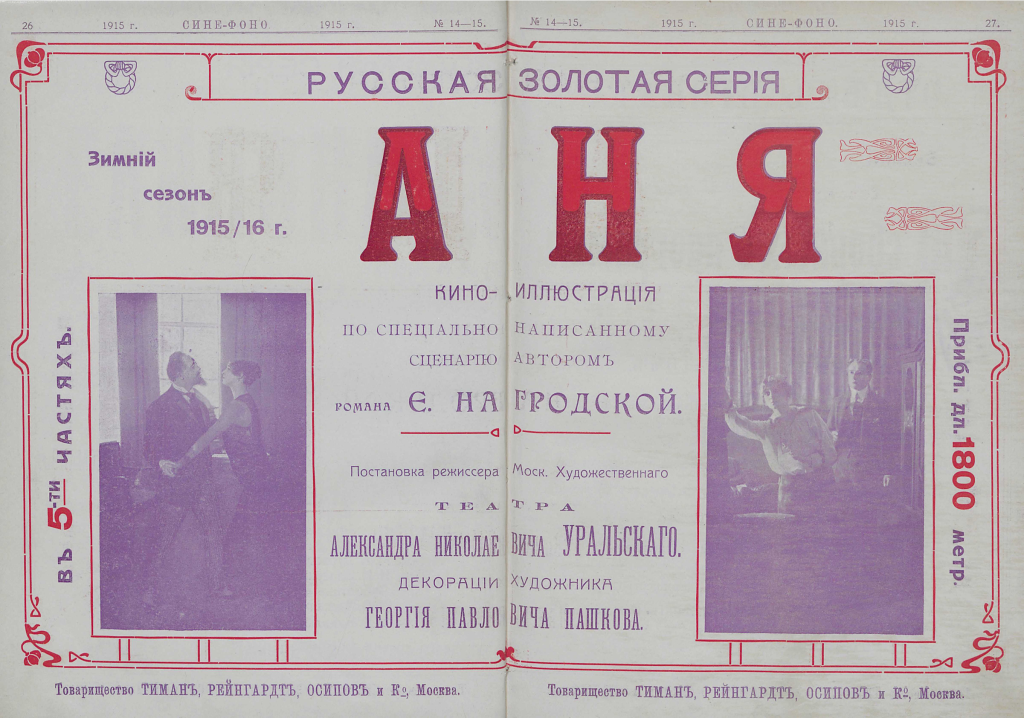 26 1915 г. СИНЕ-ФОНО 1915 г. № 14—15.
№ 14—15. 1915 г. СИНЕ-ФОНО. 1915 г. 27.
РУССКАЯ ЗОЛОТАЯ СЕРІЯ
Зимній
сезонъ
1915/16 г.
АНЯ
КИНО-ИЛЛЮСТРАЦІЯ
ПО СПЕЦІАЛЬНО НАПИСАННОМУ
СЦЕНАРІЮ АВТОРОМЪ
РОМАНА Е. НАГРОДСКОЙ.
Постановка режиссера Моск. Художественнаго
ТЕАТРА
АЛЕКСАНДРА НИКОЛАЕВИЧА УРАЛЬСКАГО.
ДЕКОРАЦІИ ХУДОЖНИКА
ГЕОРГІЯ ПАВЛОВИЧА ПАШКОВА.
ВЪ 5-ТИ ЧАСТЯХЪ.
Прибл. дл. 1800 метр.
Товарищество ТИМАНЪ, РЕЙНГАРДТЪ, ОСИПОВЪ и Ко, Москва.
Товарищество ТИМАНЪ, РЕЙНГАРДТЪ, ОСИПОВЪ и Ко, Москва.